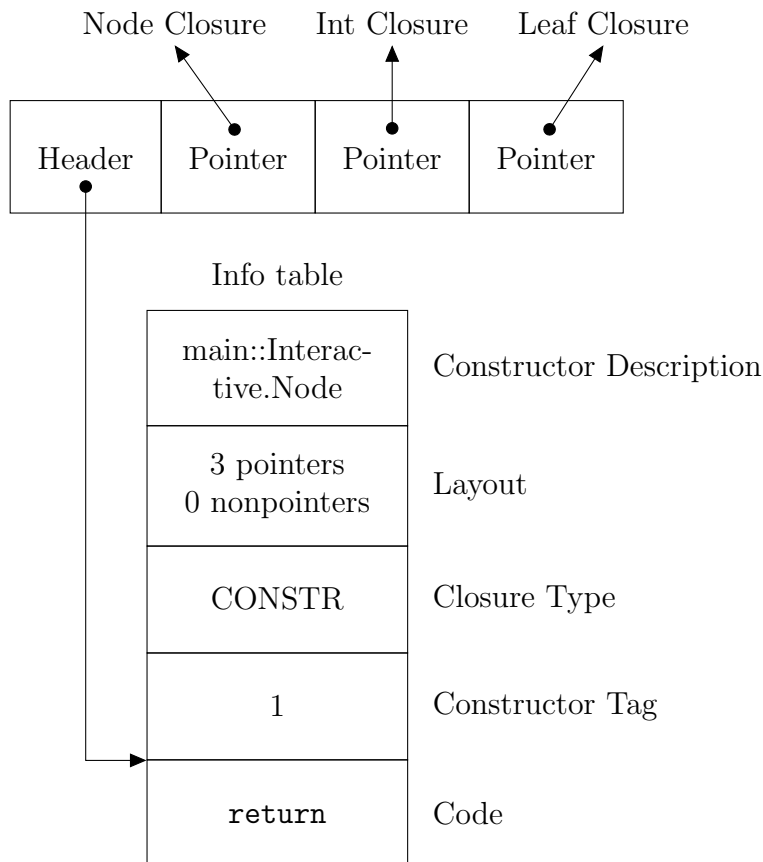 Node Closure Int Closure Leaf Closure
Header Pointer Pointer Pointer
Info table
main::Interac-
tive.Node
Constructor Description
3 pointers
0 nonpointers
Layout
CONSTR Closure Type
1 Constructor Tag
return Code